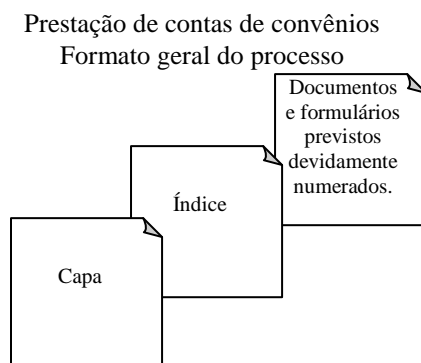 Prestação de contas de convênios
Formato geral do processo
Documentos
e formulários
previstos
devidamente
numerados.
Índice
Capa